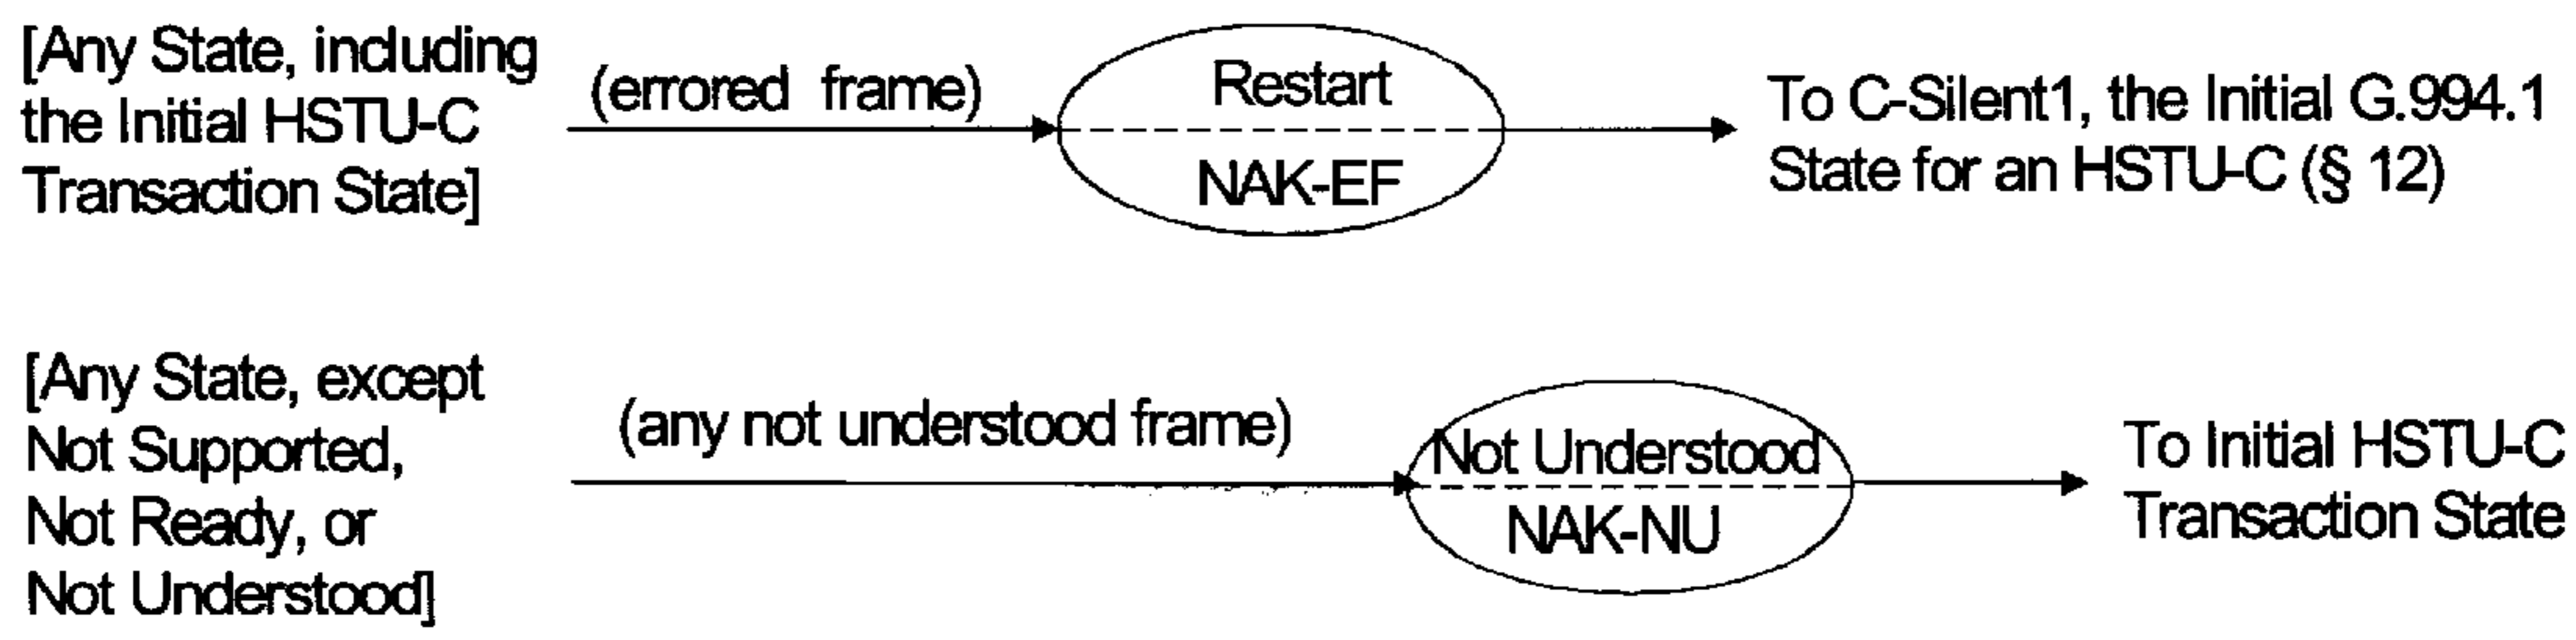 [Any State, including
the Initial HSTU-C
Transaction State]
(errored frame)
Restart
NAK-EF
To C-Silent1, the Initial G.994.1
State for an HSTU-C (§ 12)
[Any State, except
Not Supported,
Not Ready, or
Not Understood]
(any not understood frame)
Not Understood
NAK-NU
To Initial HSTU-C
Transaction State